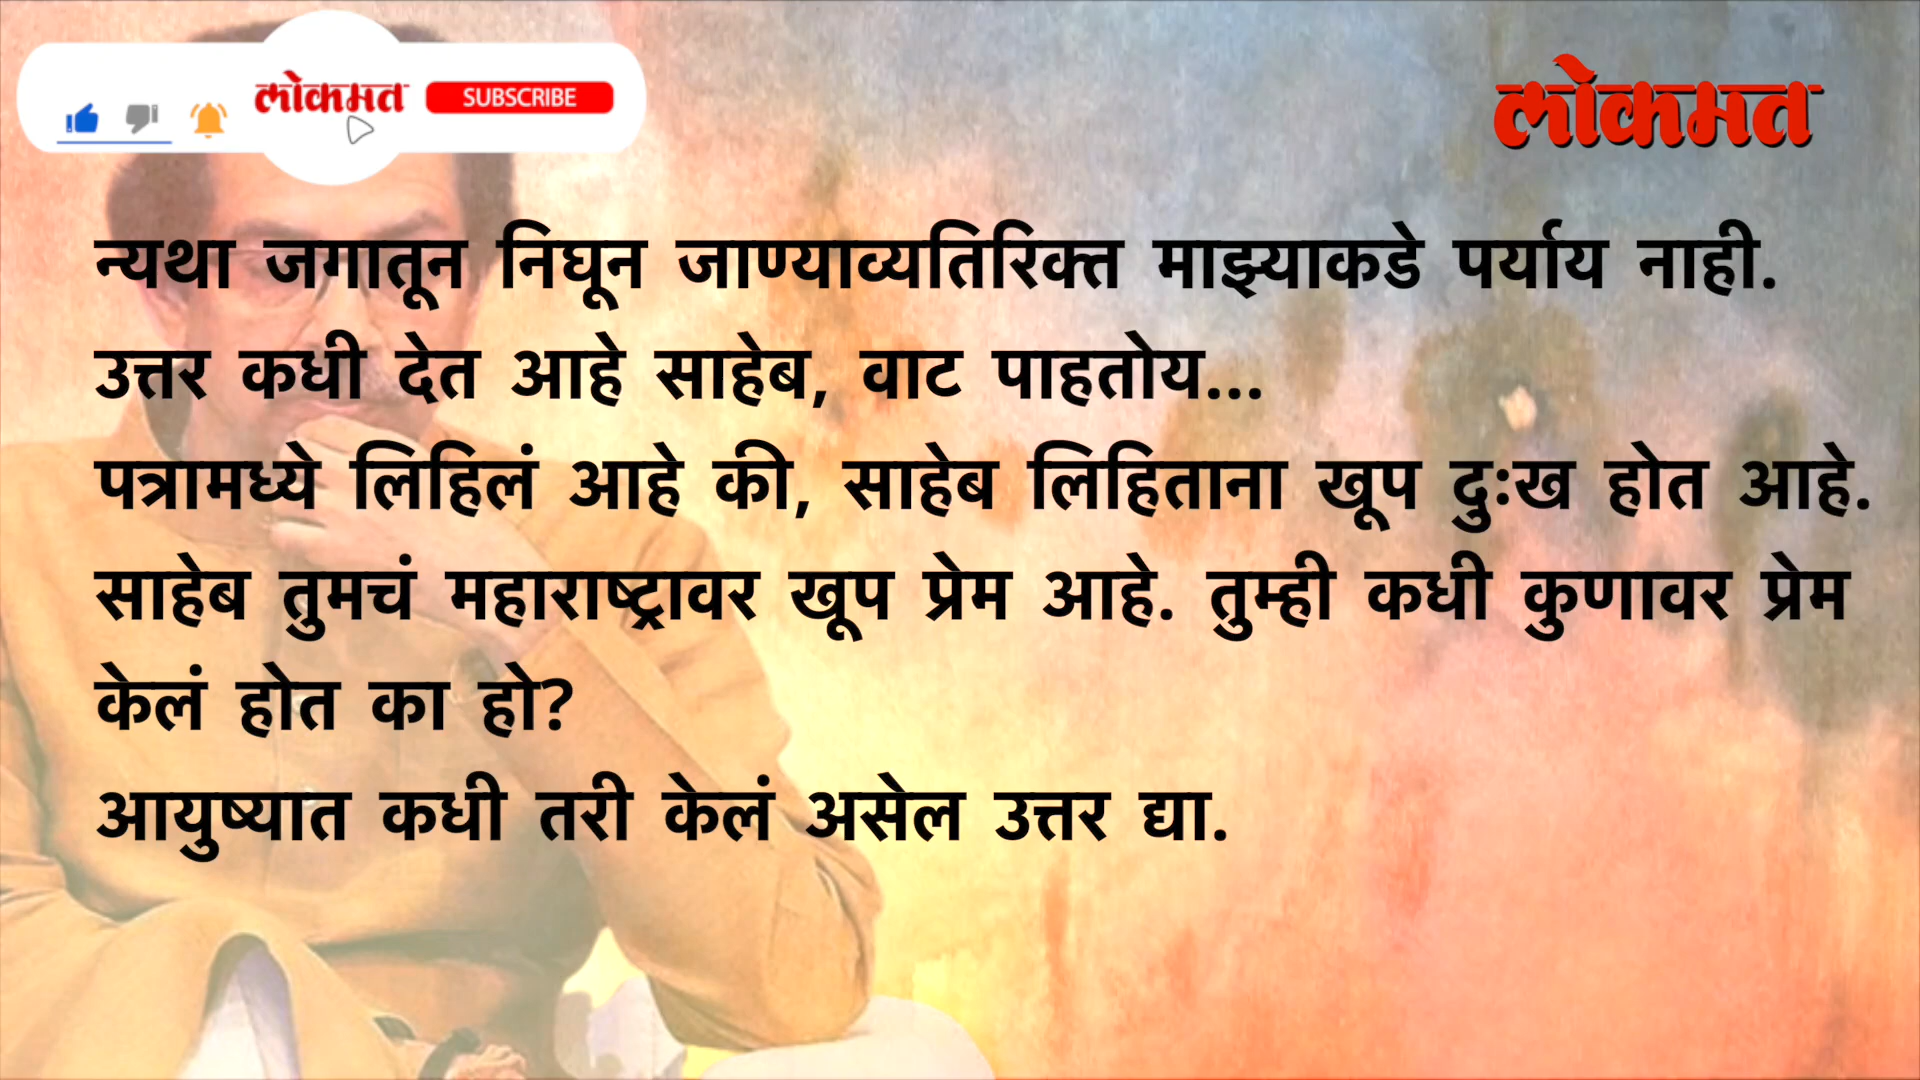 लोकमत
SUBSCRIBE
लोकमत
न्यथा जगातून निघून जाण्याव्यतिरिक्त माझ्याकडे पर्याय नाही.
उत्तर कधी देत आहे साहेब, वाट पाहतोय...
पत्रामध्ये लिहिलं आहे की, साहेब लिहिताना खूप दुःख होत आहे.
साहेब तुमचं महाराष्ट्रावर खूप प्रेम आहे. तुम्ही कधी कुणावर प्रेम
केलं होत का हो?
आयुष्यात कधी तरी केलं असेल उत्तर द्या.